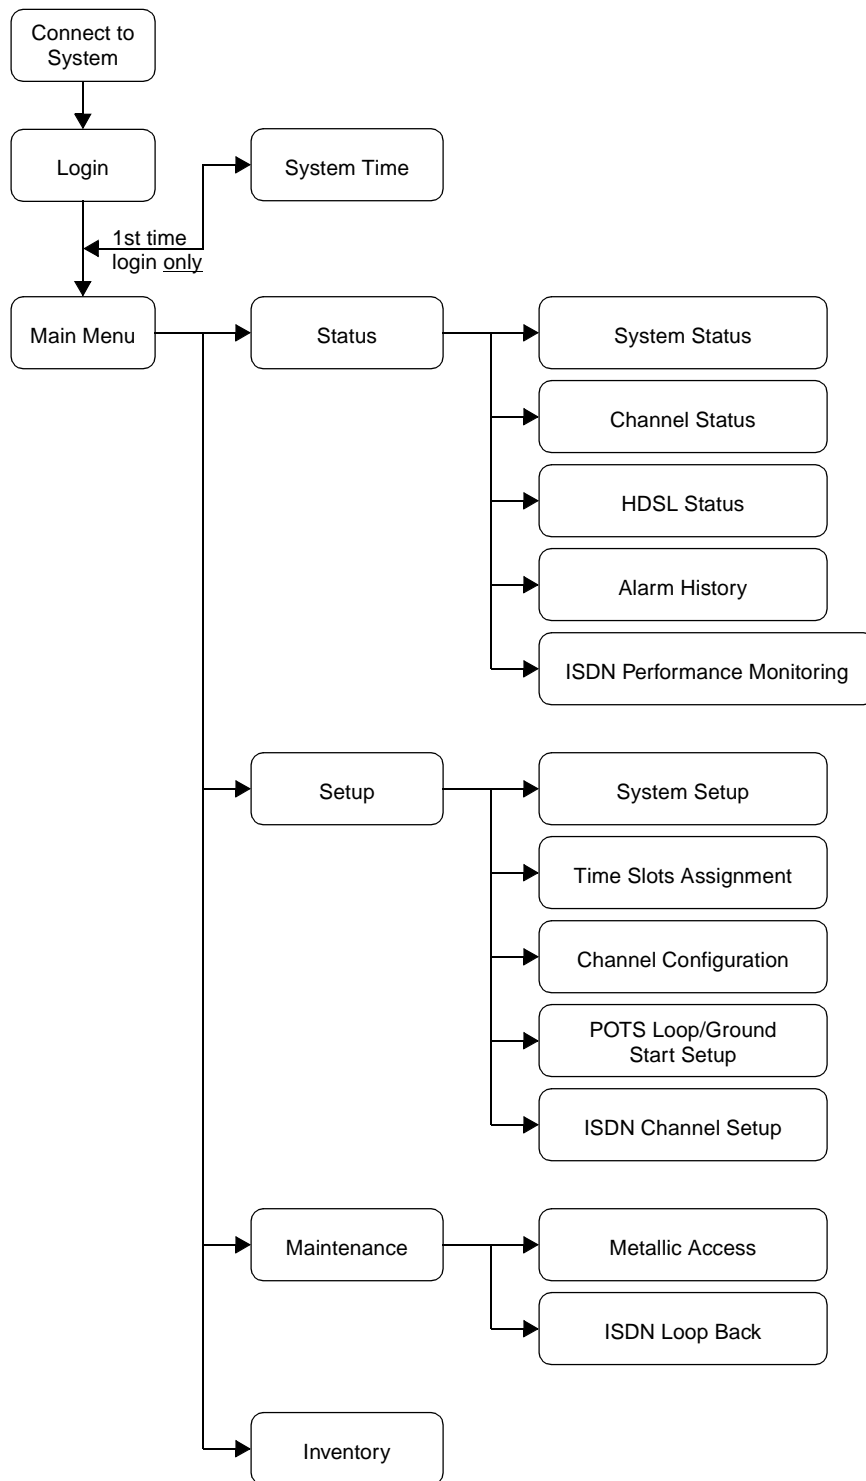 Connect to
System
Login
System Time
1st time
login only
Main Menu
Status
System Status
Channel Status
HDSL Status
Alarm History
ISDN Performance Monitoring
Setup
System Setup
Time Slots Assignment
Channel Configuration
POTS Loop/Ground
Start Setup
ISDN Channel Setup
Maintenance
Metallic Access
ISDN Loop Back
Inventory